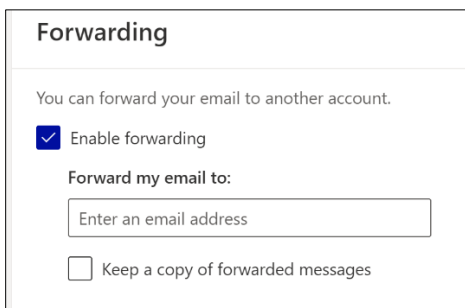 Forwarding
You can forward your email to another account.
Enable forwarding
Forward my email to:
Enter an email address
Keep a copy of forwarded messages